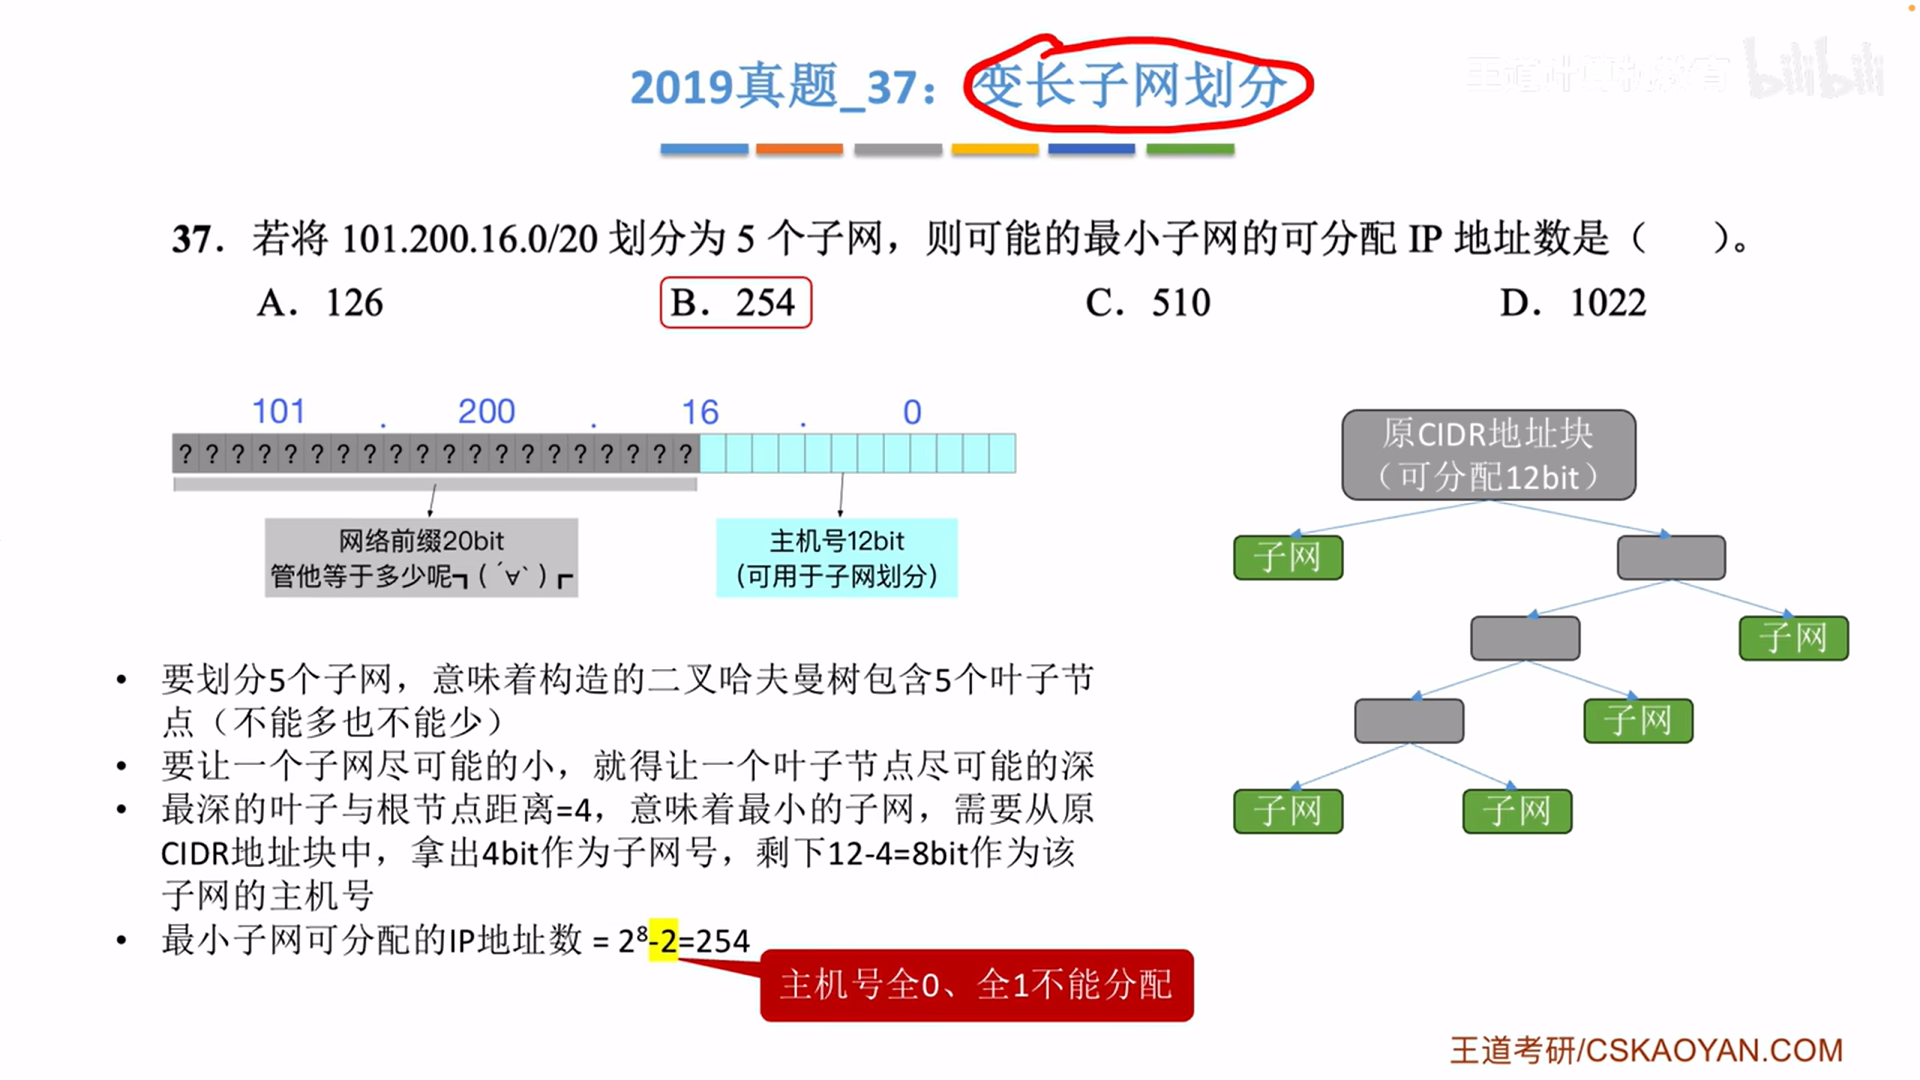 2019真题_37：变长子网划分
王道计算机教育 bilibili
37．若将 101.200.16.0/20 划分为 5 个子网，则可能的最小子网的可分配 IP 地址数是（ ）。
A．126 B．254 C．510 D．1022
101 . 200 . 16 . 0
? ? ? ? ? ? ? ? ? ? ? ? ? ? ? ? ? ? ? ?
网络前缀20bit
管他等于多少呢┓( ´∀` )┏
主机号12bit
（可用于子网划分）
原CIDR地址块
（可分配12bit）
子网
子网
子网
子网
子网
• 要划分5个子网，意味着构造的二叉哈夫曼树包含5个叶子节
点（不能多也不能少）
• 要让一个子网尽可能的小，就得让一个叶子节点尽可能的深
• 最深的叶子与根节点距离=4，意味着最小的子网，需要从原
CIDR地址块中，拿出4bit作为子网号，剩下12-4=8bit作为该
子网的主机号
• 最小子网可分配的IP地址数 = 2⁸-2=254
主机号全0、全1不能分配
王道考研/CSKAOYAN.COM